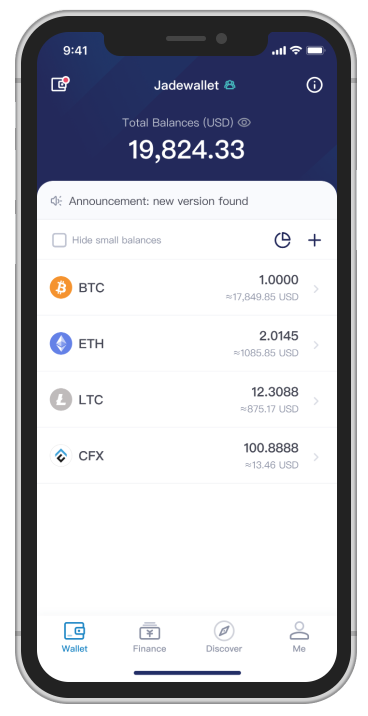 9:41
Jadewallet
Total Balances (USD)
19,824.33
Announcement: new version found
Hide small balances
BTC 1.0000
≈17,849.85 USD
ETH 2.0145
≈1085.85 USD
LTC 12.3088
≈875.17 USD
CFX 100.8888
≈13.46 USD
Wallet Finance Discover Me